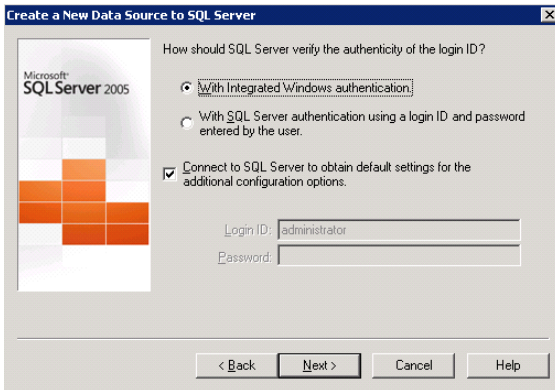 Create a New Data Source to SQL Server
Microsoft
SQL Server 2005
How should SQL Server verify the authenticity of the login ID?
With Integrated Windows authentication.
With SQL Server authentication using a login ID and password
entered by the user.
Connect to SQL Server to obtain default settings for the
additional configuration options.
Login ID: administrator
Password:
< Back Next > Cancel Help